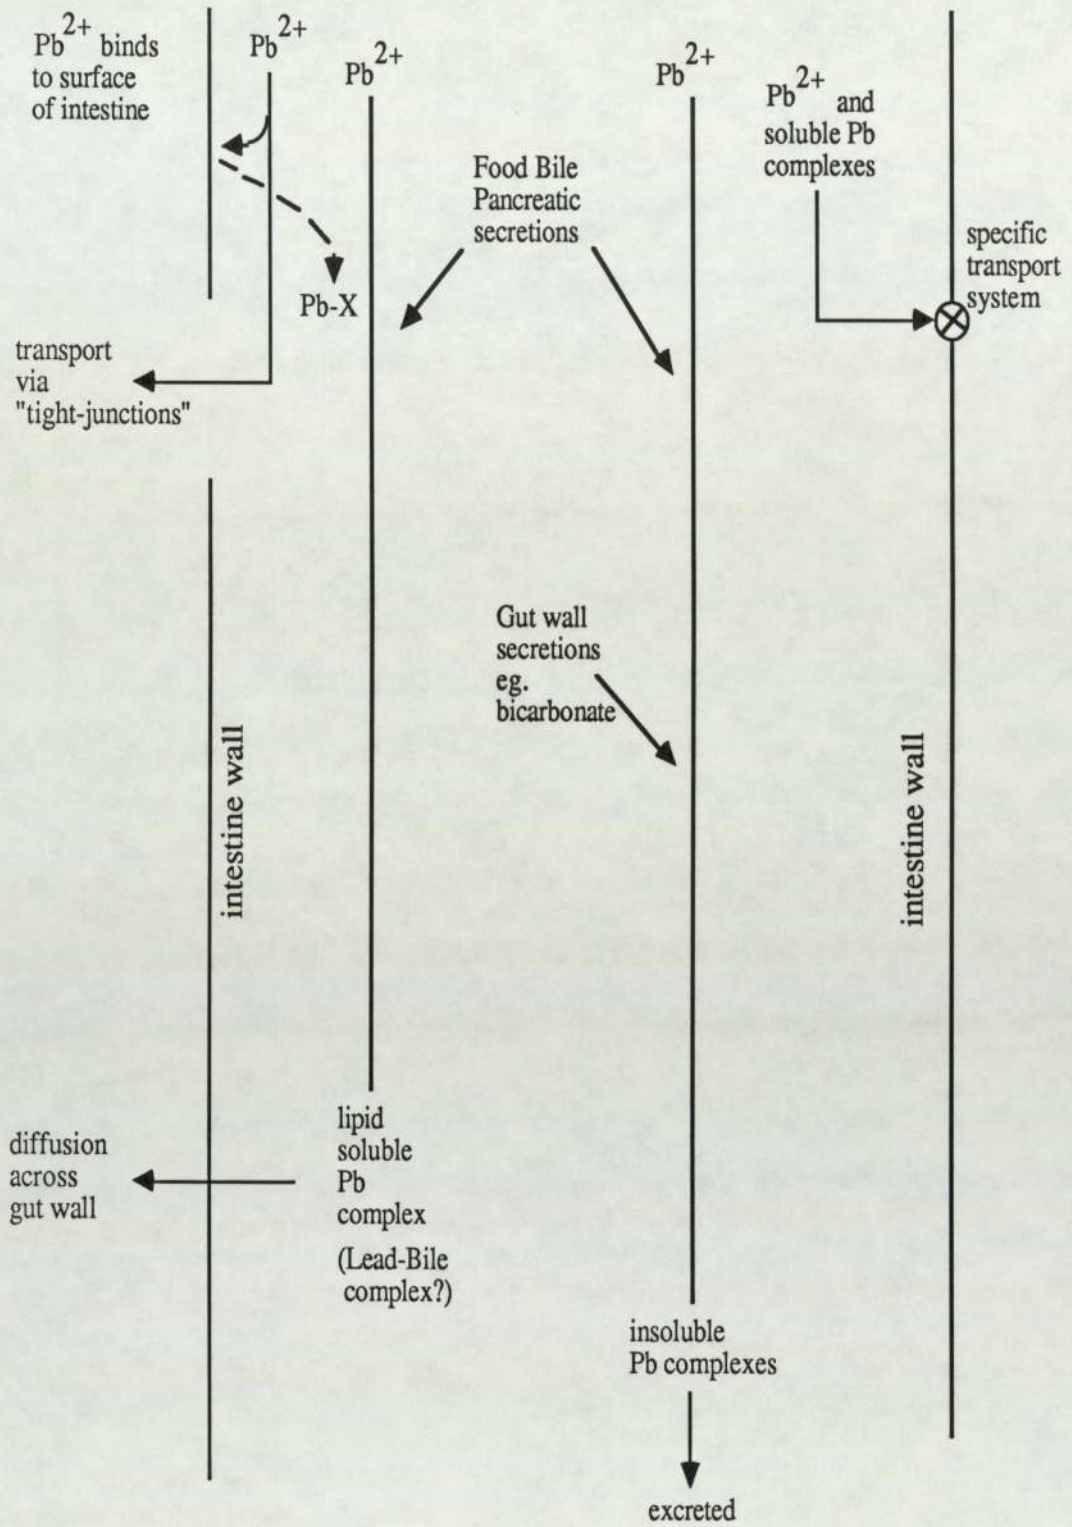 Pb2+ binds
to surface
of intestine
Pb2+
Pb2+
Pb2+
Pb2+ and
soluble Pb
complexes
Food Bile
Pancreatic
secretions
specific
transport
system
Pb-X
transport
via
"tight-junctions"
Gut wall
secretions
eg.
bicarbonate
intestine wall
intestine wall
diffusion
across
gut wall
lipid
soluble
Pb
complex
(Lead-Bile
complex?)
insoluble
Pb complexes
excreted